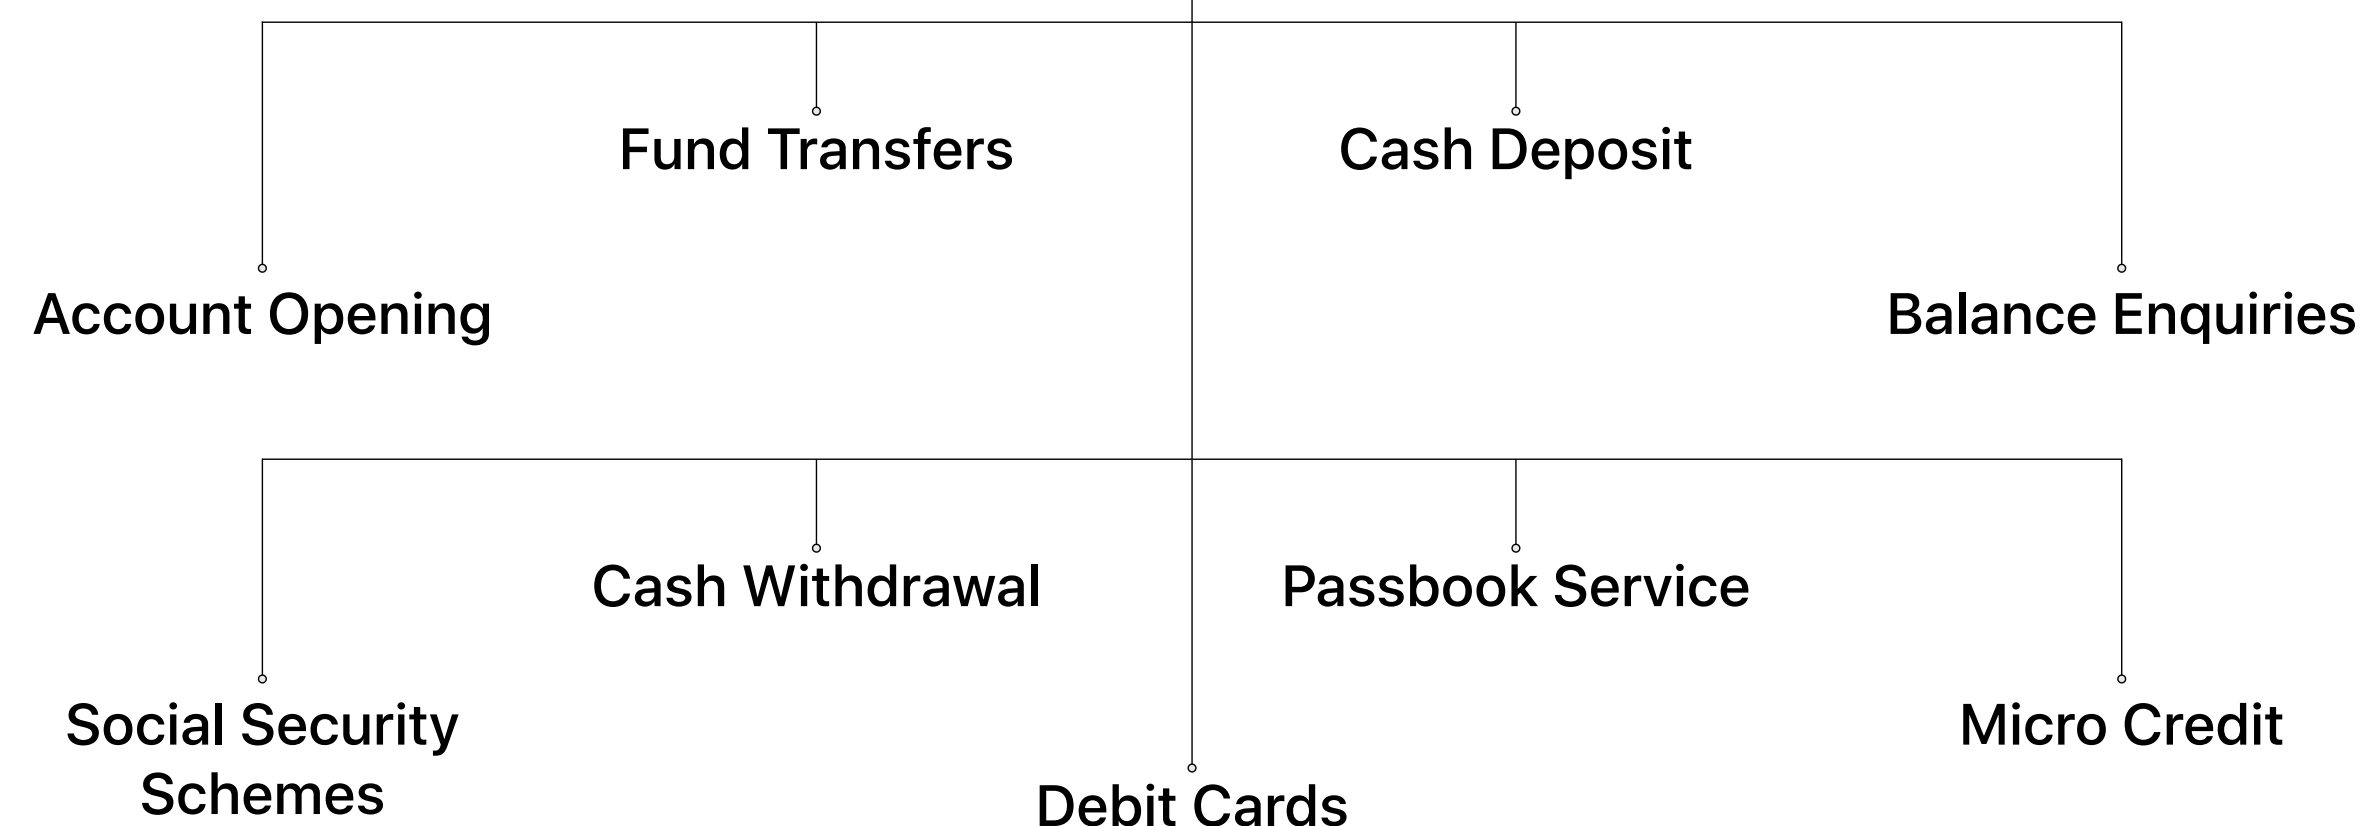 Fund Transfers
Cash Deposit
Account Opening
Balance Enquiries
Cash Withdrawal
Passbook Service
Social Security
Schemes
Micro Credit
Debit Cards